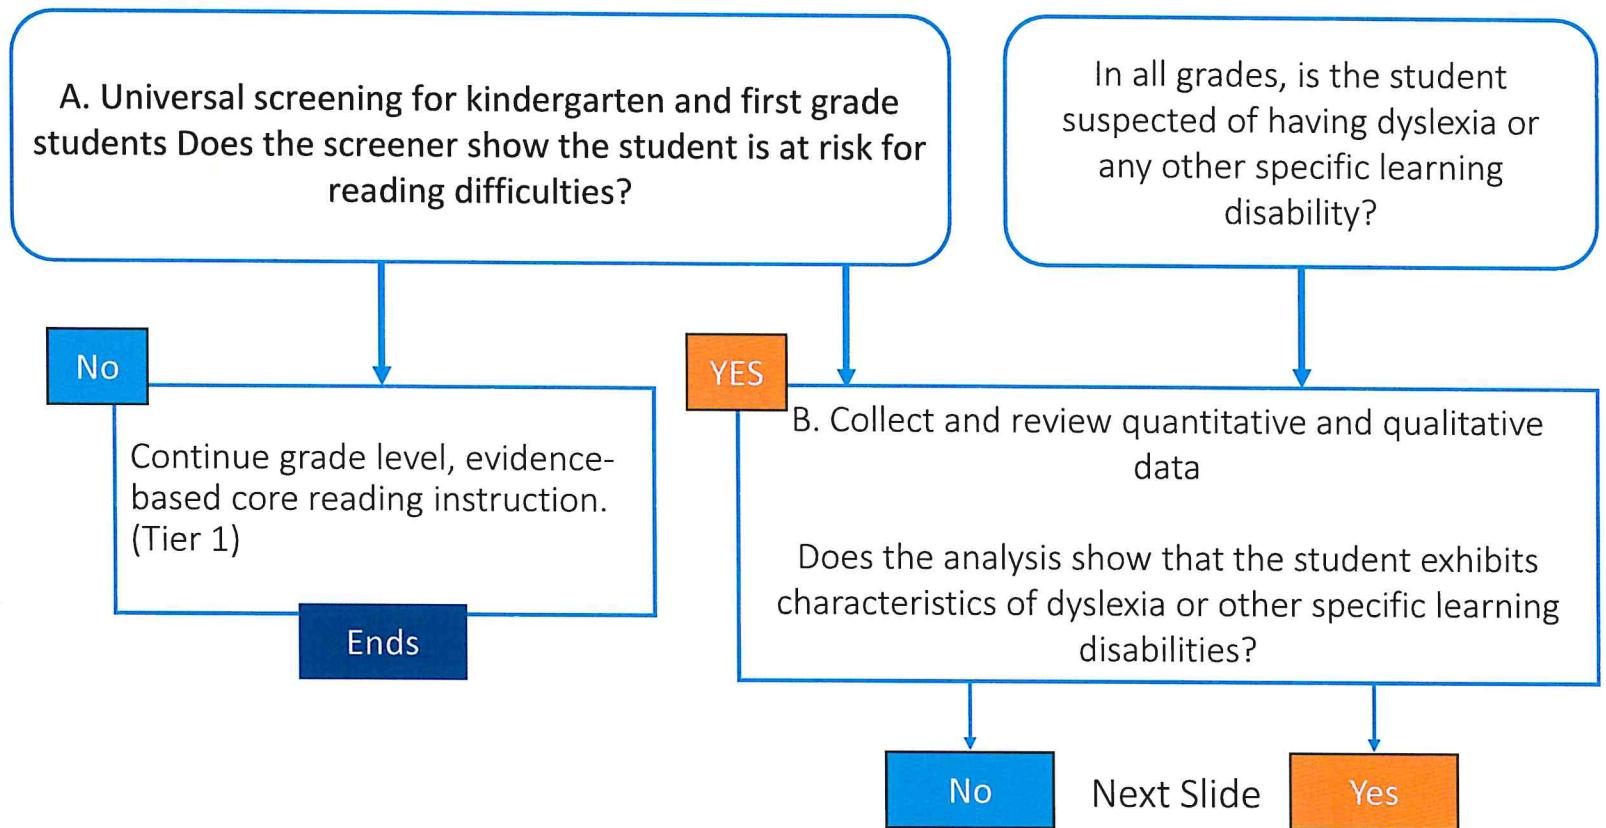 A. Universal screening for kindergarten and first grade
students Does the screener show the student is at risk for
reading difficulties?
In all grades, is the student
suspected of having dyslexia or
any other specific learning
disability?
No
Continue grade level, evidence-
based core reading instruction.
(Tier 1)
Ends
YES
B. Collect and review quantitative and qualitative
data
Does the analysis show that the student exhibits
characteristics of dyslexia or other specific learning
disabilities?
No
Next Slide
Yes